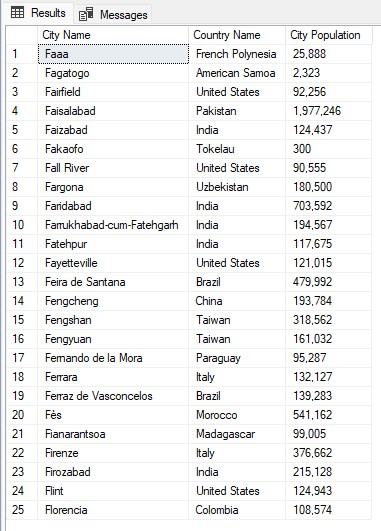 Results Messages
City Name Country Name City Population
1 Faaa French Polynesia 25,888
2 Fagatogo American Samoa 2,323
3 Fairfield United States 92,256
4 Faisalabad Pakistan 1,977,246
5 Faizabad India 124,437
6 Fakaofo Tokelau 300
7 Fall River United States 90,555
8 Fargona Uzbekistan 180,500
9 Faridabad India 703,592
10 Farrukhabad-cum-Fatehgarh India 194,567
11 Fatehpur India 117,675
12 Fayetteville United States 121,015
13 Feira de Santana Brazil 479,992
14 Fengcheng China 193,784
15 Fengshan Taiwan 318,562
16 Fengyuan Taiwan 161,032
17 Fernando de la Mora Paraguay 95,287
18 Ferrara Italy 132,127
19 Ferraz de Vasconcelos Brazil 139,283
20 Fès Morocco 541,162
21 Fianarantsoa Madagascar 99,005
22 Firenze Italy 376,662
23 Firozabad India 215,128
24 Flint United States 124,943
25 Florencia Colombia 108,574